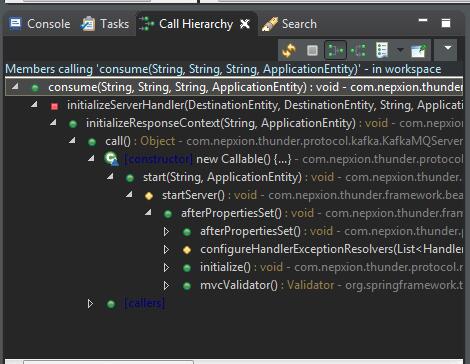 Console Tasks Call Hierarchy Search
Members calling 'consume(String, String, String, ApplicationEntity)' - in workspace
consume(String, String, String, ApplicationEntity) : void - com.nepxion.thunder
initializeServerHandler(DestinationEntity, DestinationEntity, String, Applicati
initializeResponseContext(String, ApplicationEntity) : void - com.nepxion.
call() : Object - com.nepxion.thunder.protocol.kafka.KafkaMQServer
[constructor] new Callable() {...} - com.nepxion.thunder.protoco
start(String, ApplicationEntity) : void - com.nepxion.thunder.
startServer() : void - com.nepxion.thunder.framework.bea
afterPropertiesSet() : void - com.nepxion.thunder.fram
afterPropertiesSet() : void - com.nepxion.thunder.p
configureHandlerExceptionResolvers(List<Handler
initialize() : void - com.nepxion.thunder.protocol.r
mvcValidator() : Validator - org.springframework.t
[callers]